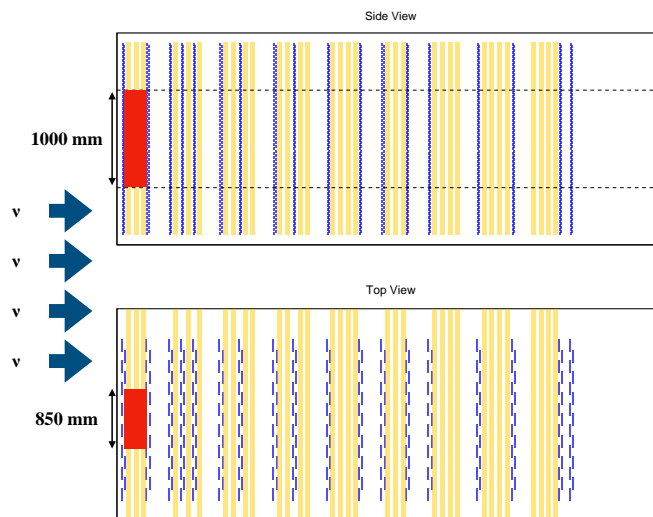 Side View
1000 mm
ν
ν
ν
Top View
ν
850 mm